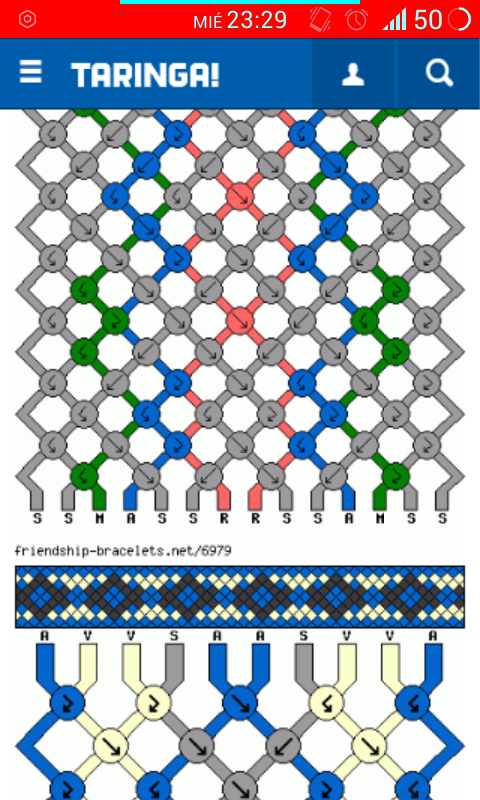 MIÉ 23:29 50
TARINGA!
S S M A S S R R S S A M S S
friendship-bracelets.net/6979
A V V S A A S V V A